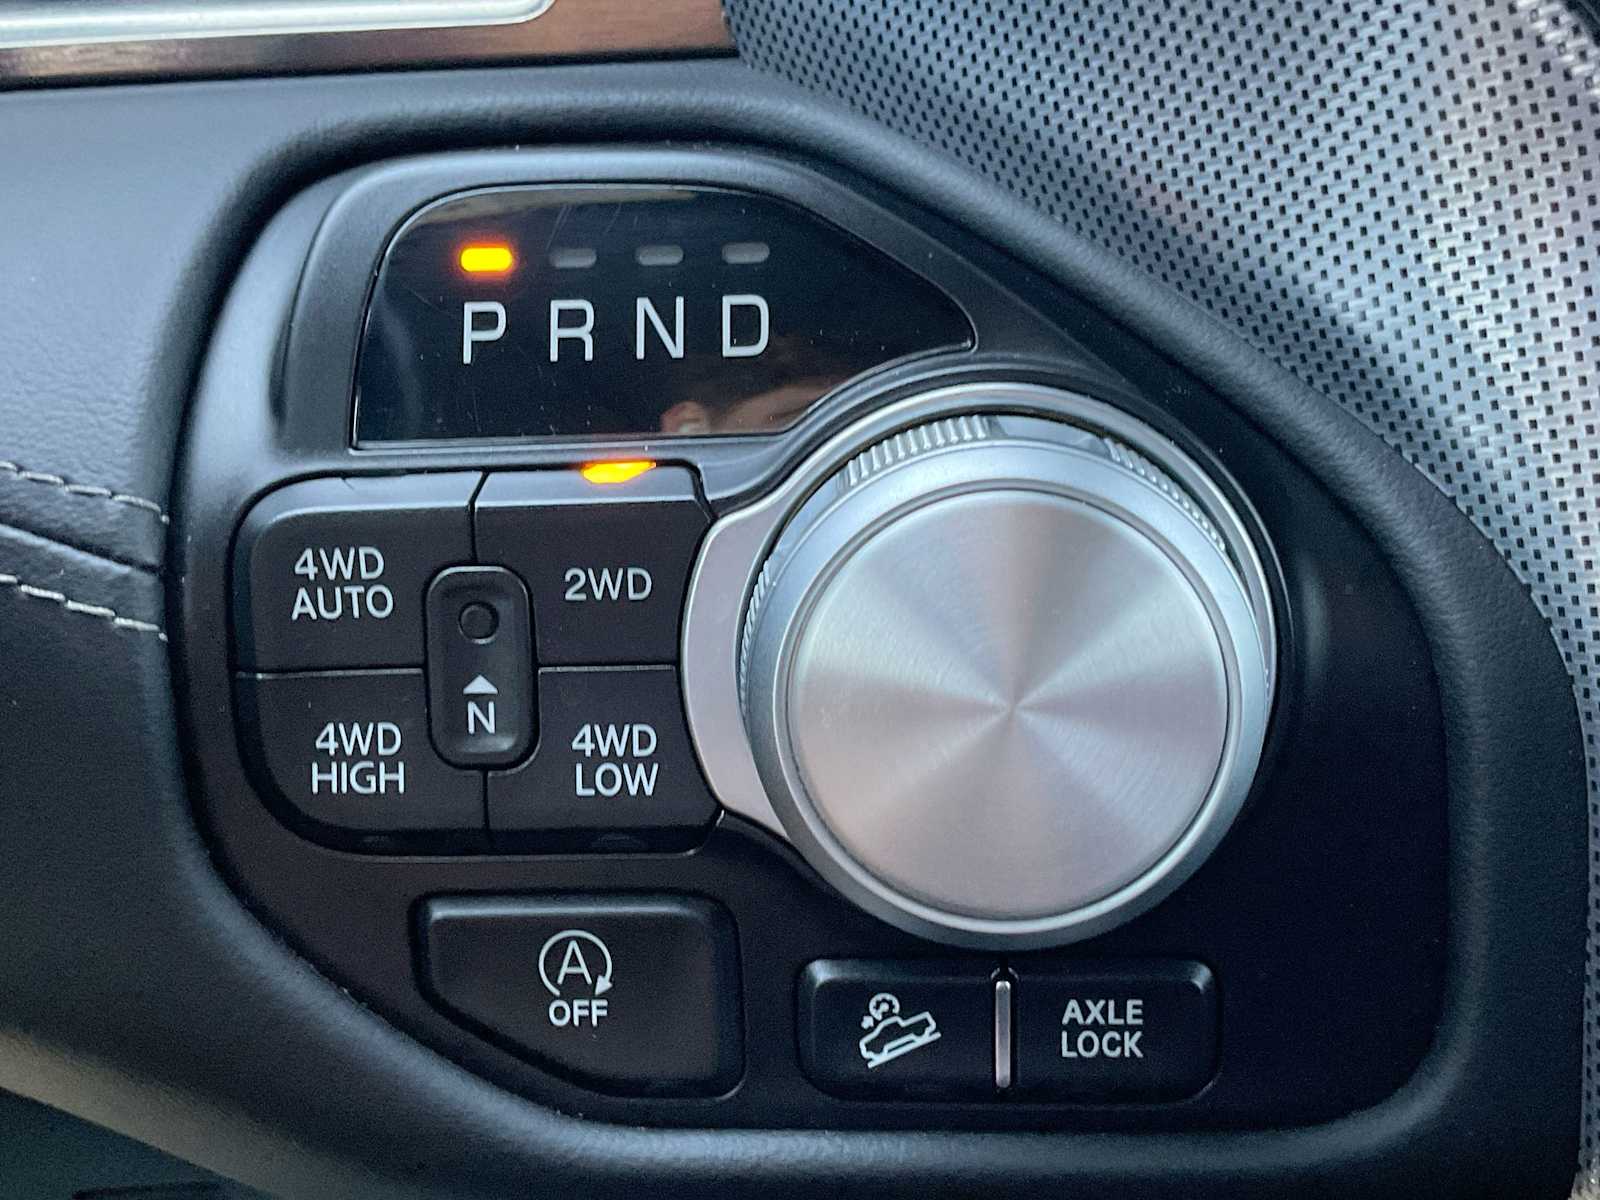 P R N D
4WD
AUTO
2WD
N
4WD
HIGH
4WD
LOW
A
OFF
AXLE
LOCK